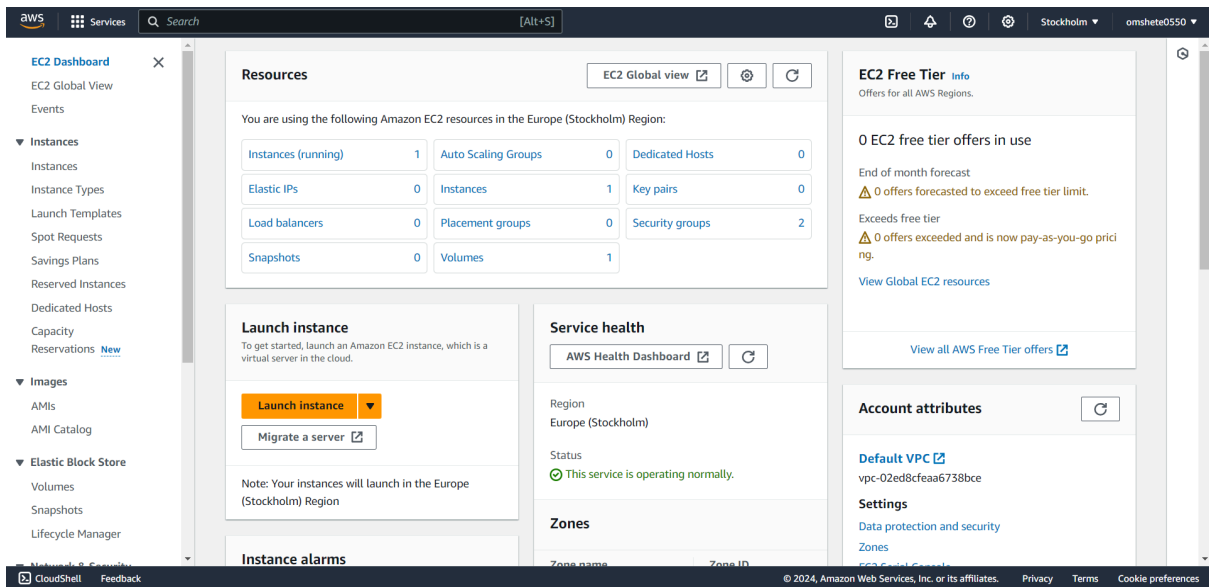 aws
Services
Search
[Alt+S]
Stockholm
omshete0550
EC2 Dashboard
EC2 Global View
Events
Instances
Instances
Instance Types
Launch Templates
Spot Requests
Savings Plans
Reserved Instances
Dedicated Hosts
Capacity
Reservations New
Images
AMIs
AMI Catalog
Elastic Block Store
Volumes
Snapshots
Lifecycle Manager
Network & Security
Resources
EC2 Global view
You are using the following Amazon EC2 resources in the Europe (Stockholm) Region:
Instances (running) 1
Auto Scaling Groups 0
Dedicated Hosts 0
Elastic IPs 0
Instances 1
Key pairs 0
Load balancers 0
Placement groups 0
Security groups 2
Snapshots 0
Volumes 1
Launch instance
To get started, launch an Amazon EC2 instance, which is a
virtual server in the cloud.
Launch instance
Migrate a server
Note: Your instances will launch in the Europe
(Stockholm) Region
Instance alarms
Service health
AWS Health Dashboard
Region
Europe (Stockholm)
Status
This service is operating normally.
Zones
Zone name
Zone ID
EC2 Free Tier Info
Offers for all AWS Regions.
0 EC2 free tier offers in use
End of month forecast
0 offers forecasted to exceed free tier limit.
Exceeds free tier
0 offers exceeded and is now pay-as-you-go prici
ng.
View Global EC2 resources
View all AWS Free Tier offers
Account attributes
Default VPC
vpc-02ed8cfeaa6738bce
Settings
Data protection and security
Zones
EC2 Serial Console
CloudShell
Feedback
© 2024, Amazon Web Services, Inc. or its affiliates.
Privacy
Terms
Cookie preferences